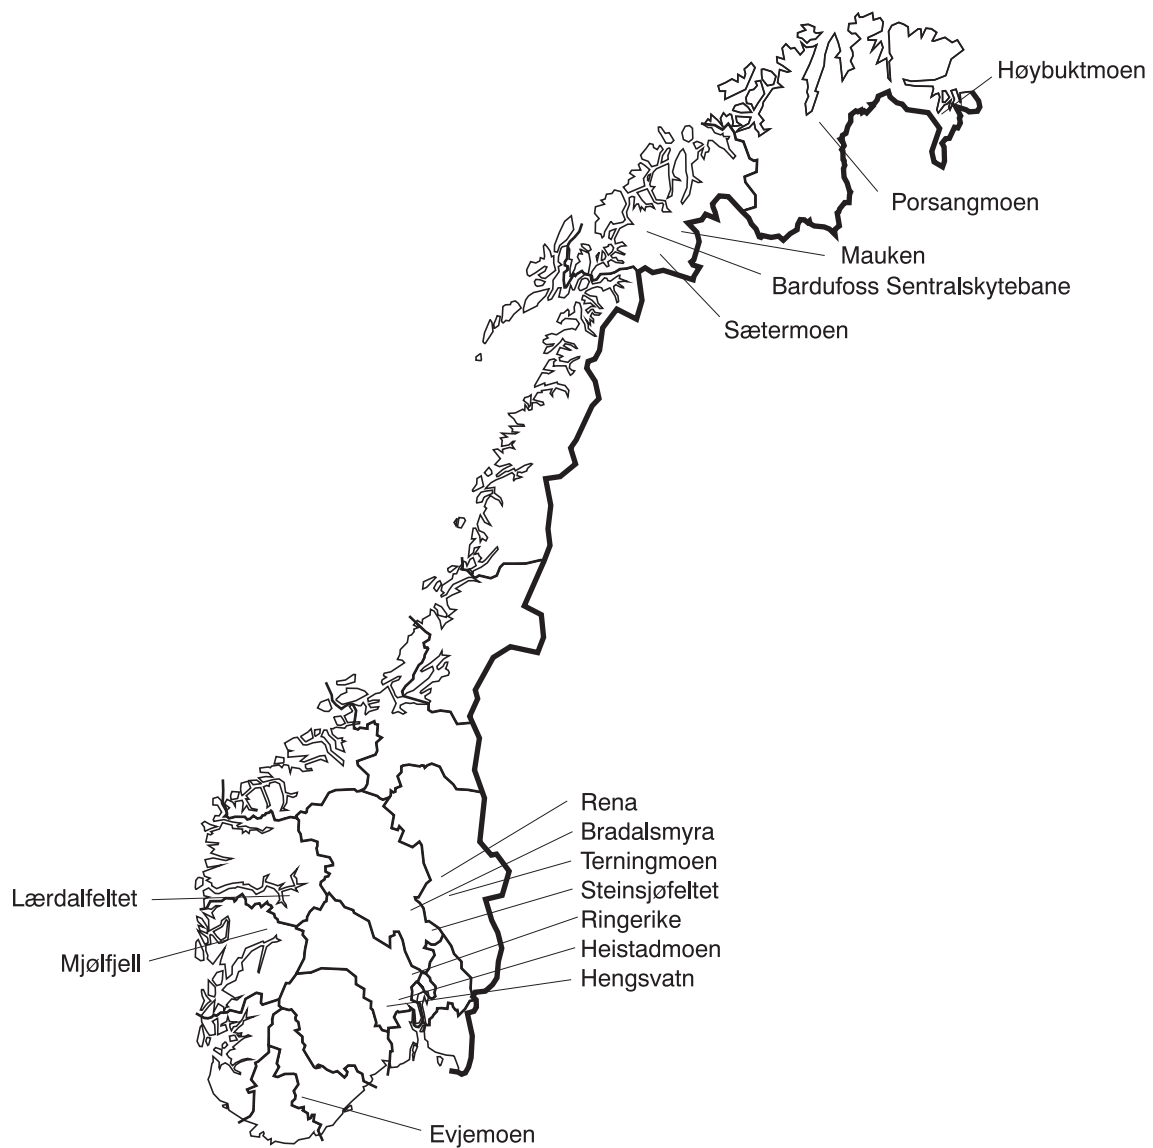 Høybuktmoen
Porsangmoen
Mauken
Bardufoss Sentralskytebane
Sætermoen
Rena
Bradalsmyra
Terningmoen
Steinsjøfeltet
Ringerike
Heistadmoen
Hengsvatn
Lærdalfeltet
Mjølfjell
Evjemoen